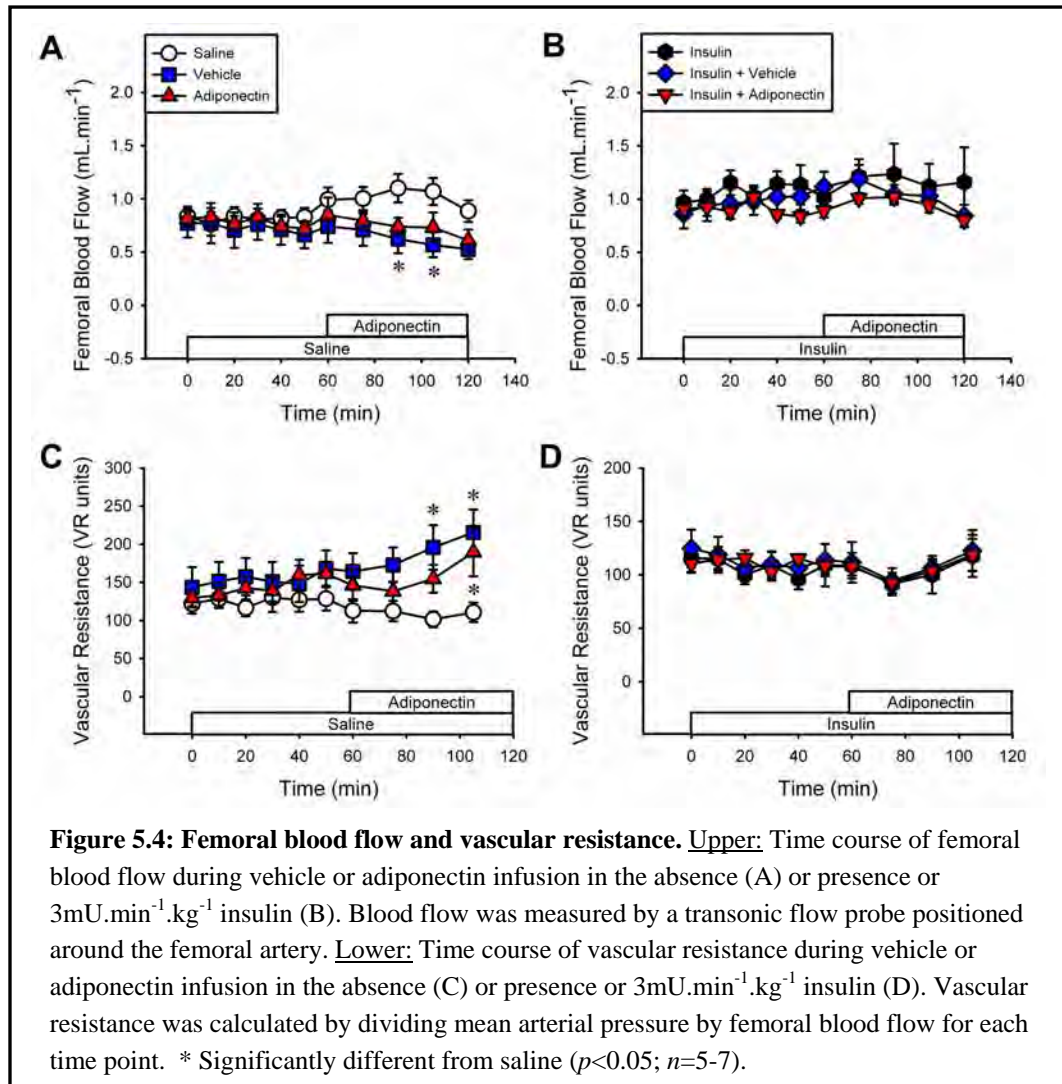 A
Saline
Vehicle
Adiponectin
Femoral Blood Flow (mL.min⁻¹)
2.0
1.5
1.0
0.5
0.0
-0.5
* *
Adiponectin
Saline
0 20 40 60 80 100 120 140
Time (min)
B
Insulin
Insulin + Vehicle
Insulin + Adiponectin
Femoral Blood Flow (mL.min⁻¹)
2.0
1.5
1.0
0.5
0.0
-0.5
Adiponectin
Insulin
0 20 40 60 80 100 120 140
Time (min)
C
Vascular Resistance (VR units)
300
250
200
150
100
50
0
*
*
*
Adiponectin
Saline
0 20 40 60 80 100 120
Time (min)
D
Vascular Resistance (VR units)
200
150
100
50
0
Adiponectin
Insulin
0 20 40 60 80 100 120
Time (min)
Figure 5.4: Femoral blood flow and vascular resistance. Upper: Time course of femoral
blood flow during vehicle or adiponectin infusion in the absence (A) or presence or
3mU.min⁻¹.kg⁻¹ insulin (B). Blood flow was measured by a transonic flow probe positioned
around the femoral artery. Lower: Time course of vascular resistance during vehicle or
adiponectin infusion in the absence (C) or presence or 3mU.min⁻¹.kg⁻¹ insulin (D). Vascular
resistance was calculated by dividing mean arterial pressure by femoral blood flow for each
time point. * Significantly different from saline (p<0.05; n=5-7).